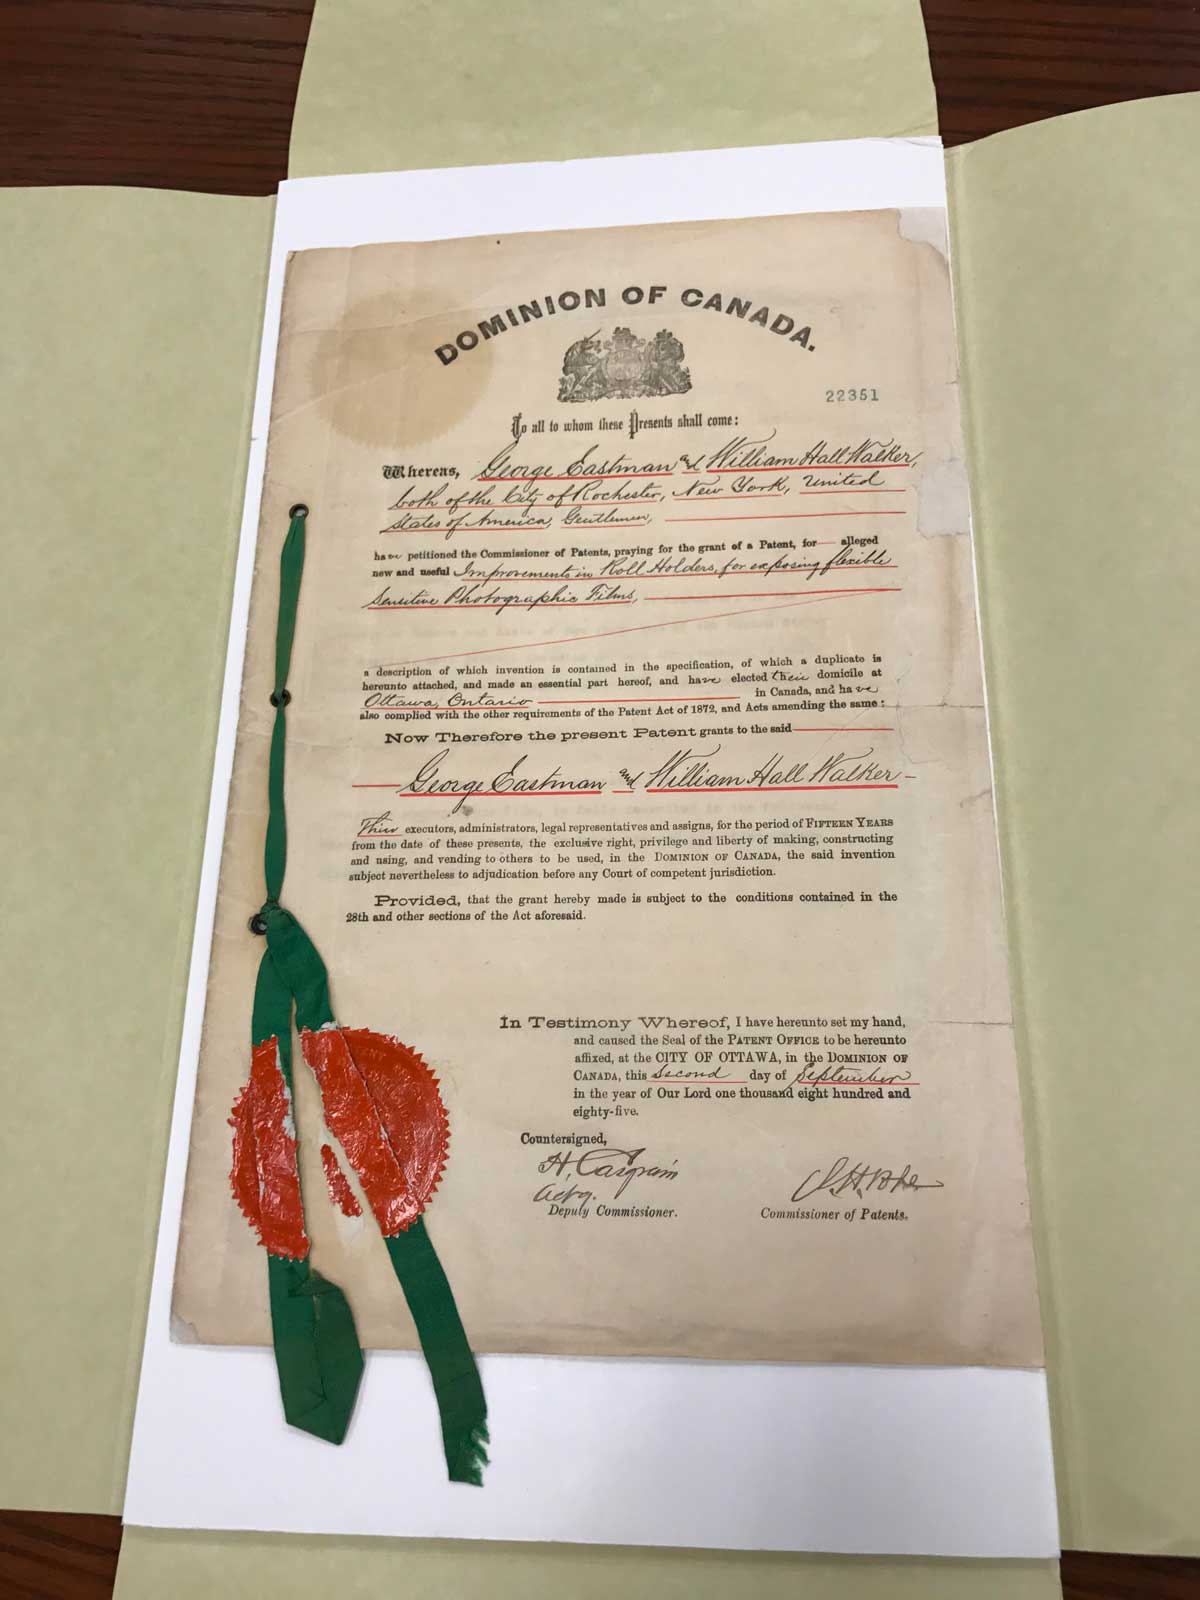 DOMINION OF CANADA.
22351
To all to whom these Presents shall come:
Whereas, George Eastman and William Hall Walker,
both of the City of Rochester, New York, United
States of America, Gentlemen,
have petitioned the Commissioner of Patents, praying for the grant of a Patent, for alleged
new and useful Improvements in Roll Holders, for exposing flexible
Sensitive Photographic Films,
a description of which invention is contained in the specification, of which a duplicate is
hereunto attached, and made an essential part hereof, and have elected their domicile at
Ottawa, Ontario in Canada, and have
also complied with the other requirements of the Patent Act of 1872, and Acts amending the same:
Now Therefore the present Patent grants to the said
George Eastman and William Hall Walker
Their executors, administrators, legal representatives and assigns, for the period of FIFTEEN YEARS
from the date of these presents, the exclusive right, privilege and liberty of making, constructing
and using, and vending to others to be used, in the DOMINION OF CANADA, the said invention
subject nevertheless to adjudication before any Court of competent jurisdiction.
Provided, that the grant hereby made is subject to the conditions contained in the
28th and other sections of the Act aforesaid.
In Testimony Whereof, I have hereunto set my hand,
and caused the Seal of the PATENT OFFICE to be hereunto
affixed, at the CITY OF OTTAWA, in the DOMINION OF
CANADA, this Second day of September
in the year of Our Lord one thousand eight hundred and
eighty-five.
Countersigned,
H. Casgrain
Actg.
Deputy Commissioner.
Commissioner of Patents.